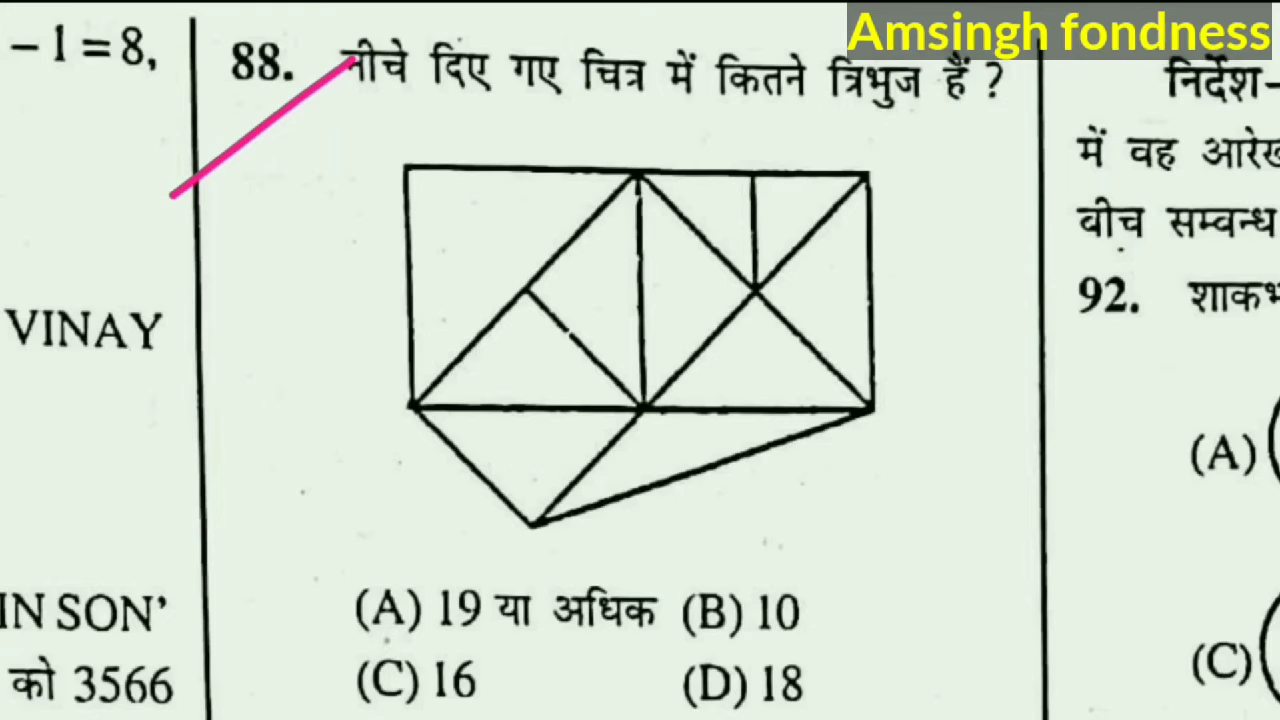 Amsingh fondness
– 1 = 8,
VINAY
IN SON’
को 3566
88. नीचे दिए गए चित्र में कितने त्रिभुज हैं ?
(A) 19 या अधिक (B) 10
(C) 16 (D) 18
निर्देश–
में वह आरेख
बीच सम्बन्ध
92.
(A)
(C)